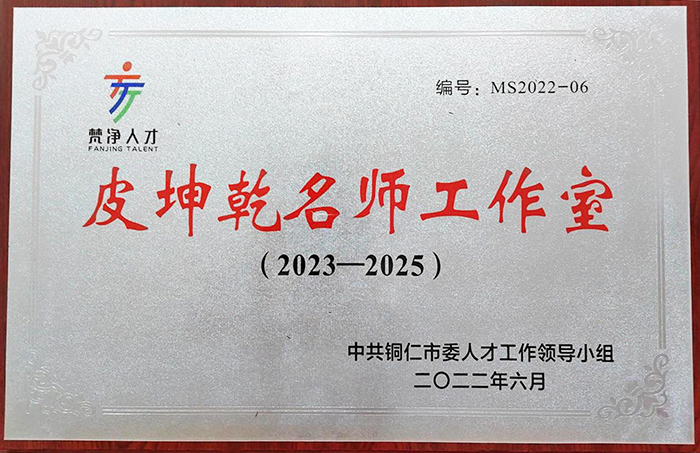 编号：MS2022-06
梵净人才
FANJING TALENT
皮坤乾名师工作室
（2023—2025）
中共铜仁市委人才工作领导小组
二〇二二年六月